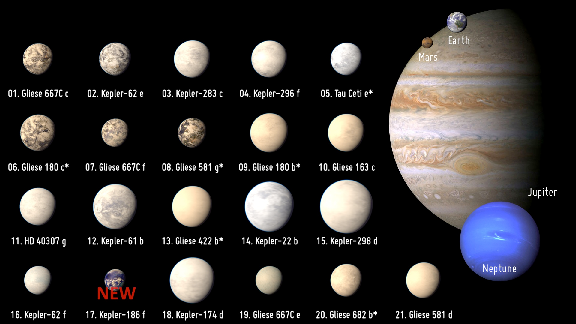 Earth
Mars
01. Gliese 667C c
02. Kepler-62 e
03. Kepler-283 c
04. Kepler-296 f
05. Tau Ceti e*
06. Gliese 180 c*
07. Gliese 667C f
08. Gliese 581 g*
09. Gliese 180 b*
10. Gliese 163 c
Jupiter
11. HD 40307 g
12. Kepler-61 b
13. Gliese 422 b*
14. Kepler-22 b
15. Kepler-298 d
Neptune
NEW
16. Kepler-62 f
17. Kepler-186 f
18. Kepler-174 d
19. Gliese 667C e
20. Gliese 682 b*
21. Gliese 581 d